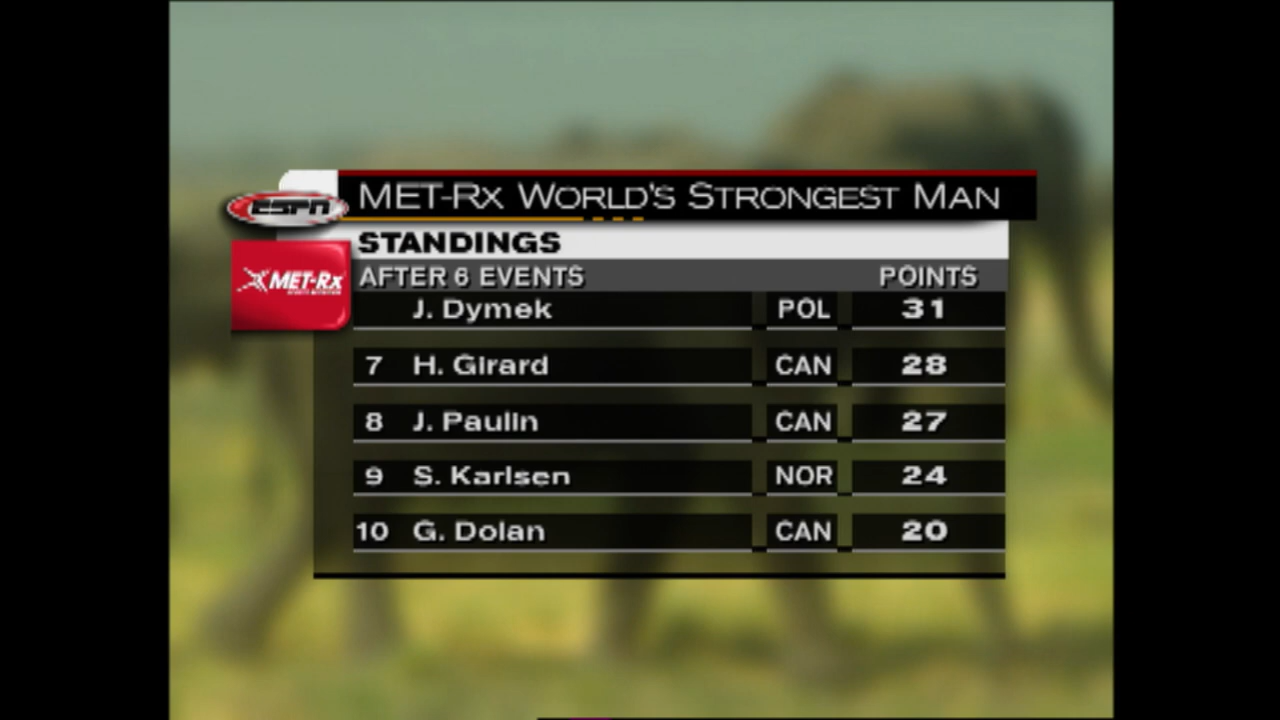 MET-RX WORLD'S STRONGEST MAN
ESPN
STANDINGS
MET-RX
AFTER 6 EVENTS POINTS
J. Dymek POL 31
7 H. Girard CAN 28
8 J. Paulin CAN 27
9 S. Karlsen NOR 24
10 G. Dolan CAN 20